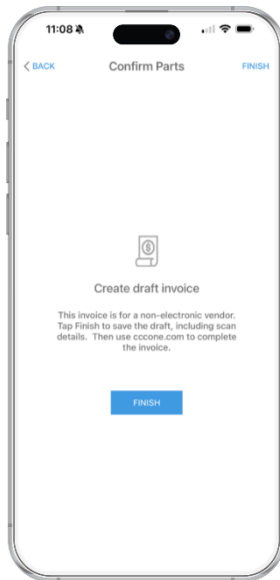 11:08
BACK Confirm Parts FINISH
Create draft invoice
This invoice is for a non-electronic vendor.
Tap Finish to save the draft, including scan
details. Then use cccone.com to complete
the invoice.
FINISH